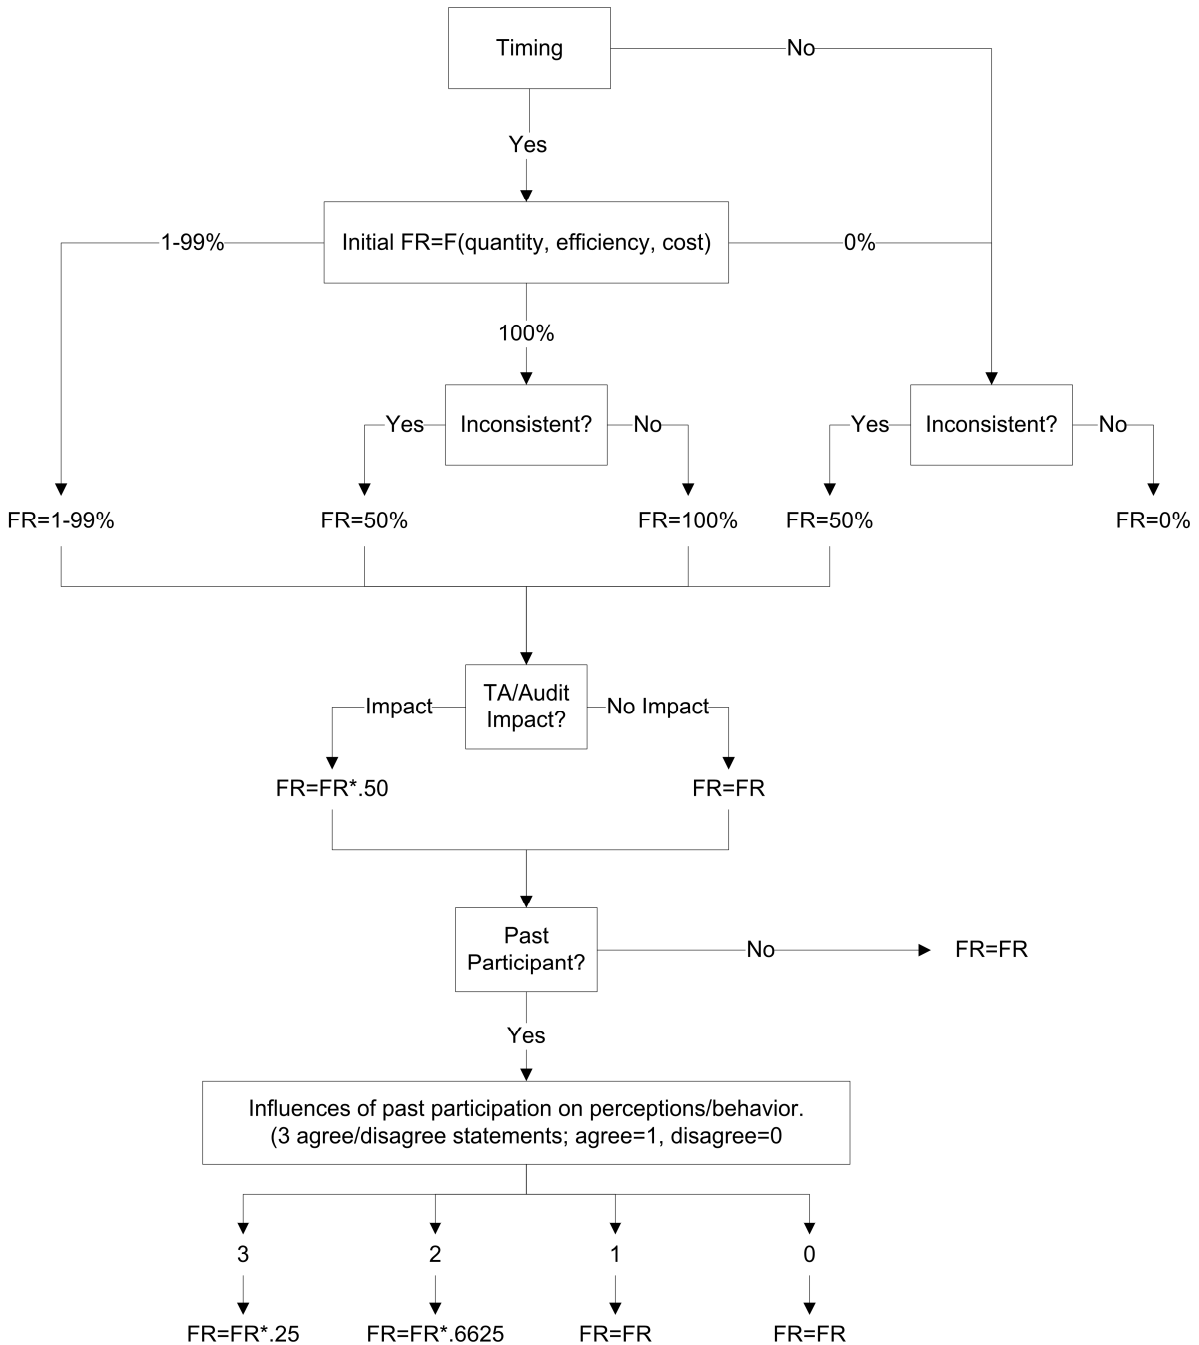 Timing
No
Yes
1-99%
Initial FR=F(quantity, efficiency, cost)
0%
100%
Yes
Inconsistent?
No
Yes
Inconsistent?
No
FR=1-99%
FR=50%
FR=100%
FR=50%
FR=0%
Impact
TA/Audit
Impact?
No Impact
FR=FR*.50
FR=FR
Past
Participant?
No
FR=FR
Yes
Influences of past participation on perceptions/behavior.
(3 agree/disagree statements; agree=1, disagree=0
3
2
1
0
FR=FR*.25
FR=FR*.6625
FR=FR
FR=FR